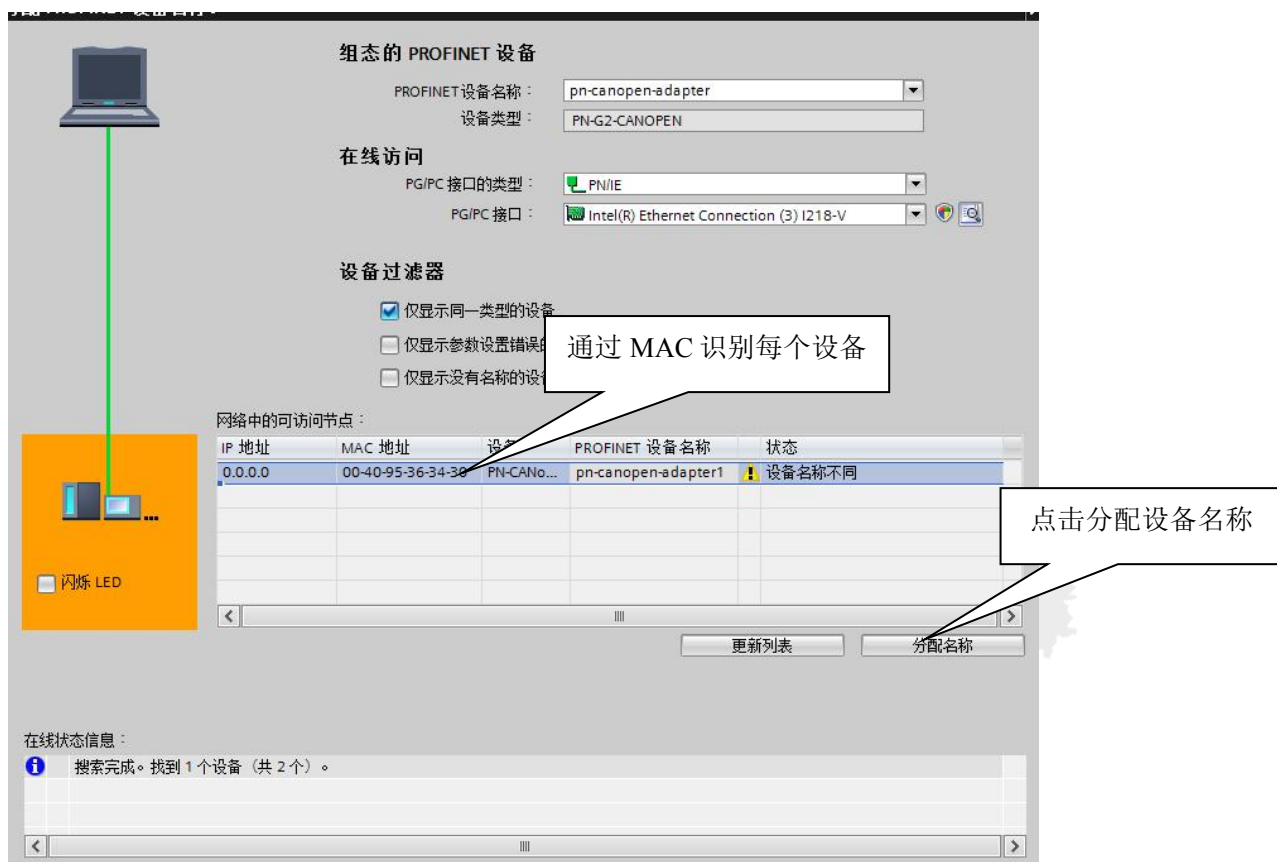 组态的 PROFINET 设备
PROFINET设备名称：
pn-canopen-adapter
设备类型：
PN-G2-CANOPEN
在线访问
PG/PC 接口的类型：
PN/IE
PG/PC 接口：
Intel(R) Ethernet Connection (3) I218-V
设备过滤器
仅显示同一类型的设备
仅显示参数设置错误
仅显示没有名称的设
通过 MAC 识别每个设备
网络中的可访问节点：
IP 地址 MAC 地址 设 PROFINET 设备名称 状态
0.0.0.0 00-40-95-36-34-30 PN-CANo... pn-canopen-adapter1 设备名称不同
点击分配设备名称
闪烁 LED
更新列表 分配名称
在线状态信息：
搜索完成。找到 1 个设备（共 2 个）。